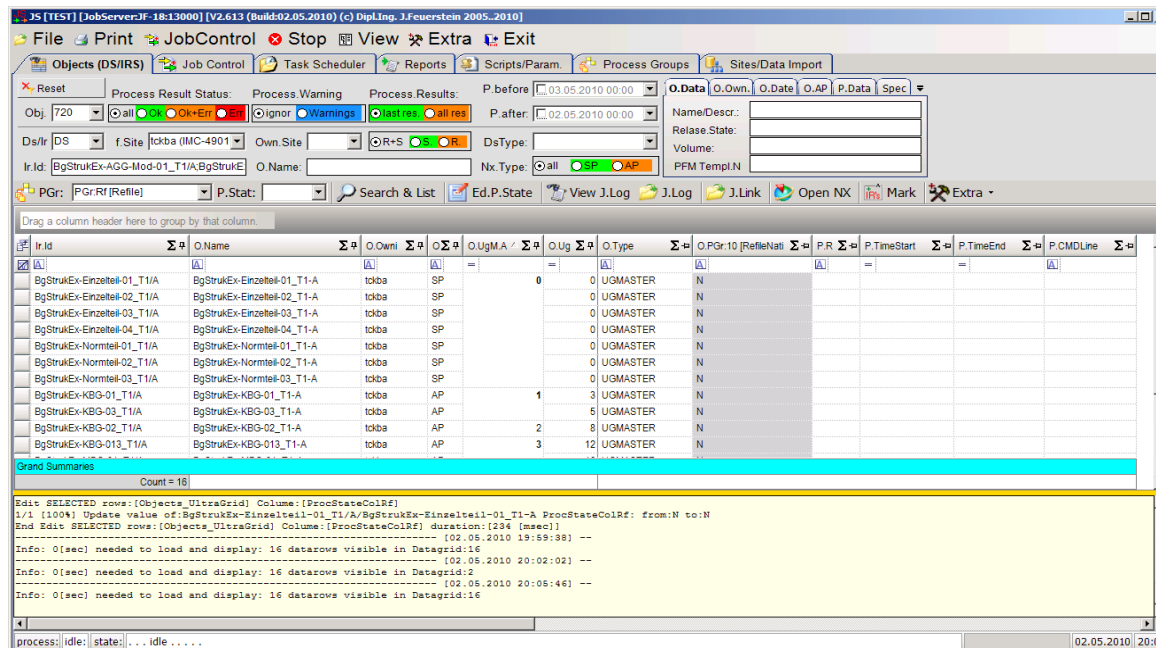 JS [TEST] [JobServer:JF-18:13000] [V2.613 (Build:02.05.2010) (c) Dipl.Ing. J.Feuerstein 2005..2010]
File Print JobControl Stop View Extra Exit
Objects (DS/IRS) Job Control Task Scheduler Reports Scripts/Param. Process Groups Sites/Data Import
Reset Process Result Status: Process.Warning Process.Results: P.before 03.05.2010 00:00 O.Data O.Own. O.Date O.AP P.Data Spec
Obj. 720 all Ok Ok+Err Err ignor Warnings last res. all res P.after: 02.05.2010 00:00 Name/Descr.:
Relase.State:
Ds/Ir DS f.Site tckba (IMC-4901 Own.Site R+S S. R. DsType: Volume:
Ir.Id: BgStrukEx-AGG-Mod-01_T1/A;BgStrukE O.Name: Nx.Type: all SP AP PFM Templ.N
PGr: PGr:Rf [Refile] P.Stat: Search & List Ed.P.State View J.Log J.Log J.Link Open NX Mark Extra
Drag a column header here to group by that column.
Ir.Id O.Name O.Owni O O.UgM.A O.Ug O.Type O.PGr:10 [RefileNati P.R P.TimeStart P.TimeEnd P.CMDLine
A A A A = = A A A = = A
BgStrukEx-Einzelteil-01_T1/A BgStrukEx-Einzelteil-01_T1-A tckba SP 0 0 UGMASTER N
BgStrukEx-Einzelteil-02_T1/A BgStrukEx-Einzelteil-02_T1-A tckba SP 0 UGMASTER N
BgStrukEx-Einzelteil-03_T1/A BgStrukEx-Einzelteil-03_T1-A tckba SP 0 UGMASTER N
BgStrukEx-Einzelteil-04_T1/A BgStrukEx-Einzelteil-04_T1-A tckba SP 0 UGMASTER N
BgStrukEx-Normteil-01_T1/A BgStrukEx-Normteil-01_T1-A tckba SP 0 UGMASTER N
BgStrukEx-Normteil-02_T1/A BgStrukEx-Normteil-02_T1-A tckba SP 0 UGMASTER N
BgStrukEx-Normteil-03_T1/A BgStrukEx-Normteil-03_T1-A tckba SP 0 UGMASTER N
BgStrukEx-KBG-01_T1/A BgStrukEx-KBG-01_T1-A tckba AP 1 3 UGMASTER N
BgStrukEx-KBG-03_T1/A BgStrukEx-KBG-03_T1-A tckba AP 5 UGMASTER N
BgStrukEx-KBG-02_T1/A BgStrukEx-KBG-02_T1-A tckba AP 2 8 UGMASTER N
BgStrukEx-KBG-013_T1/A BgStrukEx-KBG-013_T1-A tckba AP 3 12 UGMASTER N
Grand Summaries
Count = 16
Edit SELECTED rows:[Objects_UltraGrid] Colume:[ProcStateColRf]
1/1 [100%] Update value of:BgStrukEx-Einzelteil-01_T1/A/BgStrukEx-Einzelteil-01_T1-A ProcStateColRf: from:N to:N
End Edit SELECTED rows:[Objects_UltraGrid] Colume:[ProcStateColRf] duration:[234 [msec]]
---------------------------------------------------------------- [02.05.2010 19:59:38] --
Info: 0[sec] needed to load and display: 16 datarows visible in Datagrid:16
---------------------------------------------------------------- [02.05.2010 20:02:02] --
Info: 0[sec] needed to load and display: 16 datarows visible in Datagrid:2
---------------------------------------------------------------- [02.05.2010 20:05:46] --
Info: 0[sec] needed to load and display: 16 datarows visible in Datagrid:16
process: idle: state: . . . idle . . . . . 02.05.2010